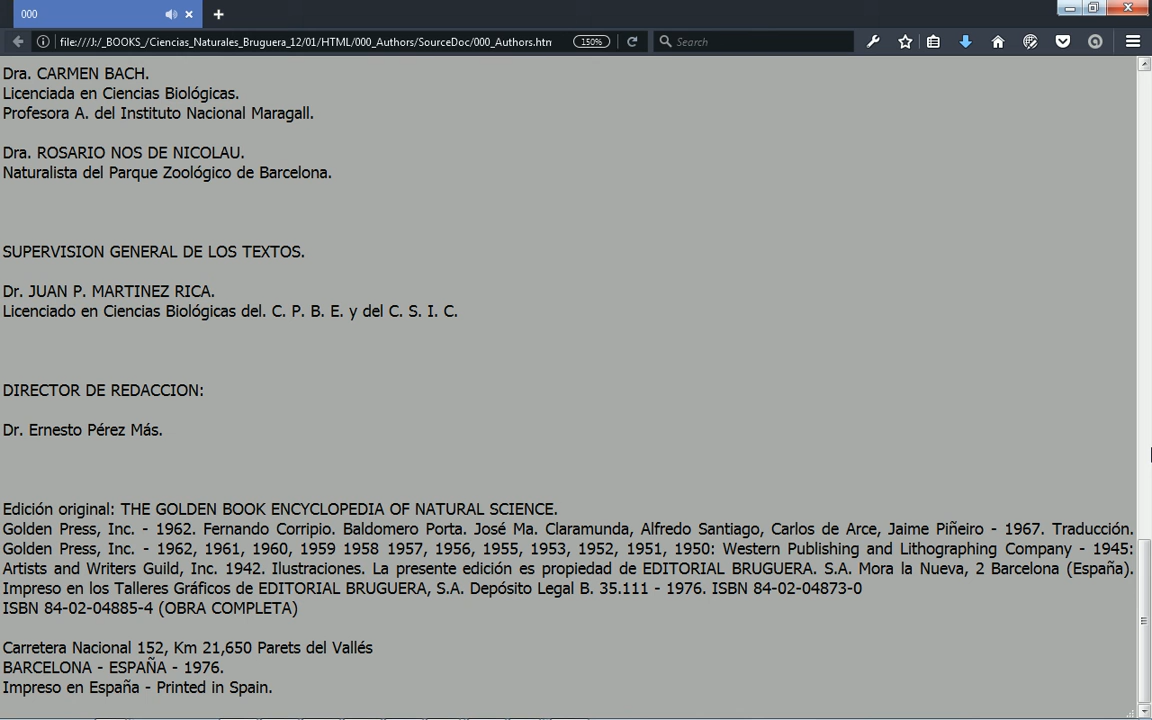 000
file:///J:/_BOOKS_/Ciencias_Naturales_Bruguera_12/01/HTML/000_Authors/SourceDoc/000_Authors.htm
150%
Search
Dra. CARMEN BACH.
Licenciada en Ciencias Biológicas.
Profesora A. del Instituto Nacional Maragall.
Dra. ROSARIO NOS DE NICOLAU.
Naturalista del Parque Zoológico de Barcelona.
SUPERVISION GENERAL DE LOS TEXTOS.
Dr. JUAN P. MARTINEZ RICA.
Licenciado en Ciencias Biológicas del. C. P. B. E. y del C. S. I. C.
DIRECTOR DE REDACCION:
Dr. Ernesto Pérez Más.
Edición original: THE GOLDEN BOOK ENCYCLOPEDIA OF NATURAL SCIENCE.
Golden Press, Inc. - 1962. Fernando Corripio. Baldomero Porta. José Ma. Claramunda, Alfredo Santiago, Carlos de Arce, Jaime Piñeiro - 1967. Traducción.
Golden Press, Inc. - 1962, 1961, 1960, 1959 1958 1957, 1956, 1955, 1953, 1952, 1951, 1950: Western Publishing and Lithographing Company - 1945:
Artists and Writers Guild, Inc. 1942. Ilustraciones. La presente edición es propiedad de EDITORIAL BRUGUERA. S.A. Mora la Nueva, 2 Barcelona (España).
Impreso en los Talleres Gráficos de EDITORIAL BRUGUERA, S.A. Depósito Legal B. 35.111 - 1976. ISBN 84-02-04873-0
ISBN 84-02-04885-4 (OBRA COMPLETA)
Carretera Nacional 152, Km 21,650 Parets del Vallés
BARCELONA - ESPAÑA - 1976.
Impreso en España - Printed in Spain.